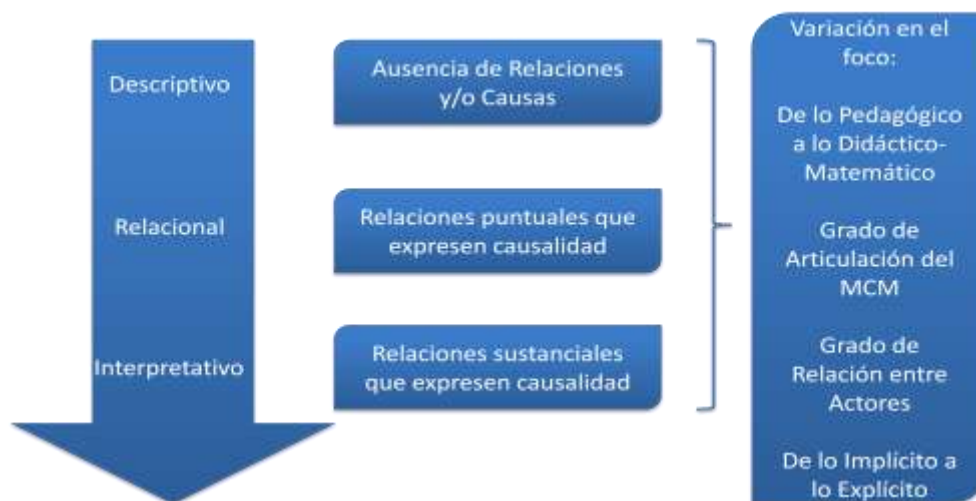 Descriptivo
Relacional
Interpretativo
Ausencia de Relaciones
y/o Causas
Relaciones puntuales que
expresen causalidad
Relaciones sustanciales
que expresen causalidad
Variación en el
foco:
De lo Pedagógico
a lo Didáctico-
Matemático
Grado de
Articulación del
MCM
Grado de
Relación entre
Actores
De lo Implícito a
lo Explícito